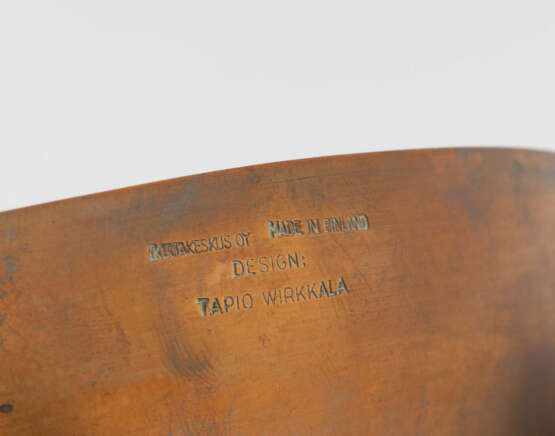 KULTAKESKUS OY MADE IN FINLAND
DESIGN:
TAPIO WIRKKALA